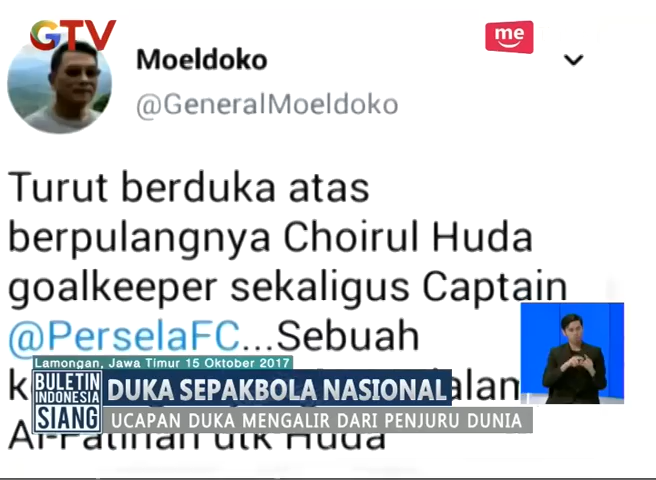 GTV
me
Moeldoko
@GeneralMoeldoko
Turut berduka atas
berpulangnya Choirul Huda
goalkeeper sekaligus Captain
@PerselaFC...Sebuah
Lamongan, Jawa Timur 15 Oktober 2017
BULETIN
INDONESIA
SIANG
DUKA SEPAKBOLA NASIONAL
UCAPAN DUKA MENGALIR DARI PENJURU DUNIA
Al-Fatihah utk Huda